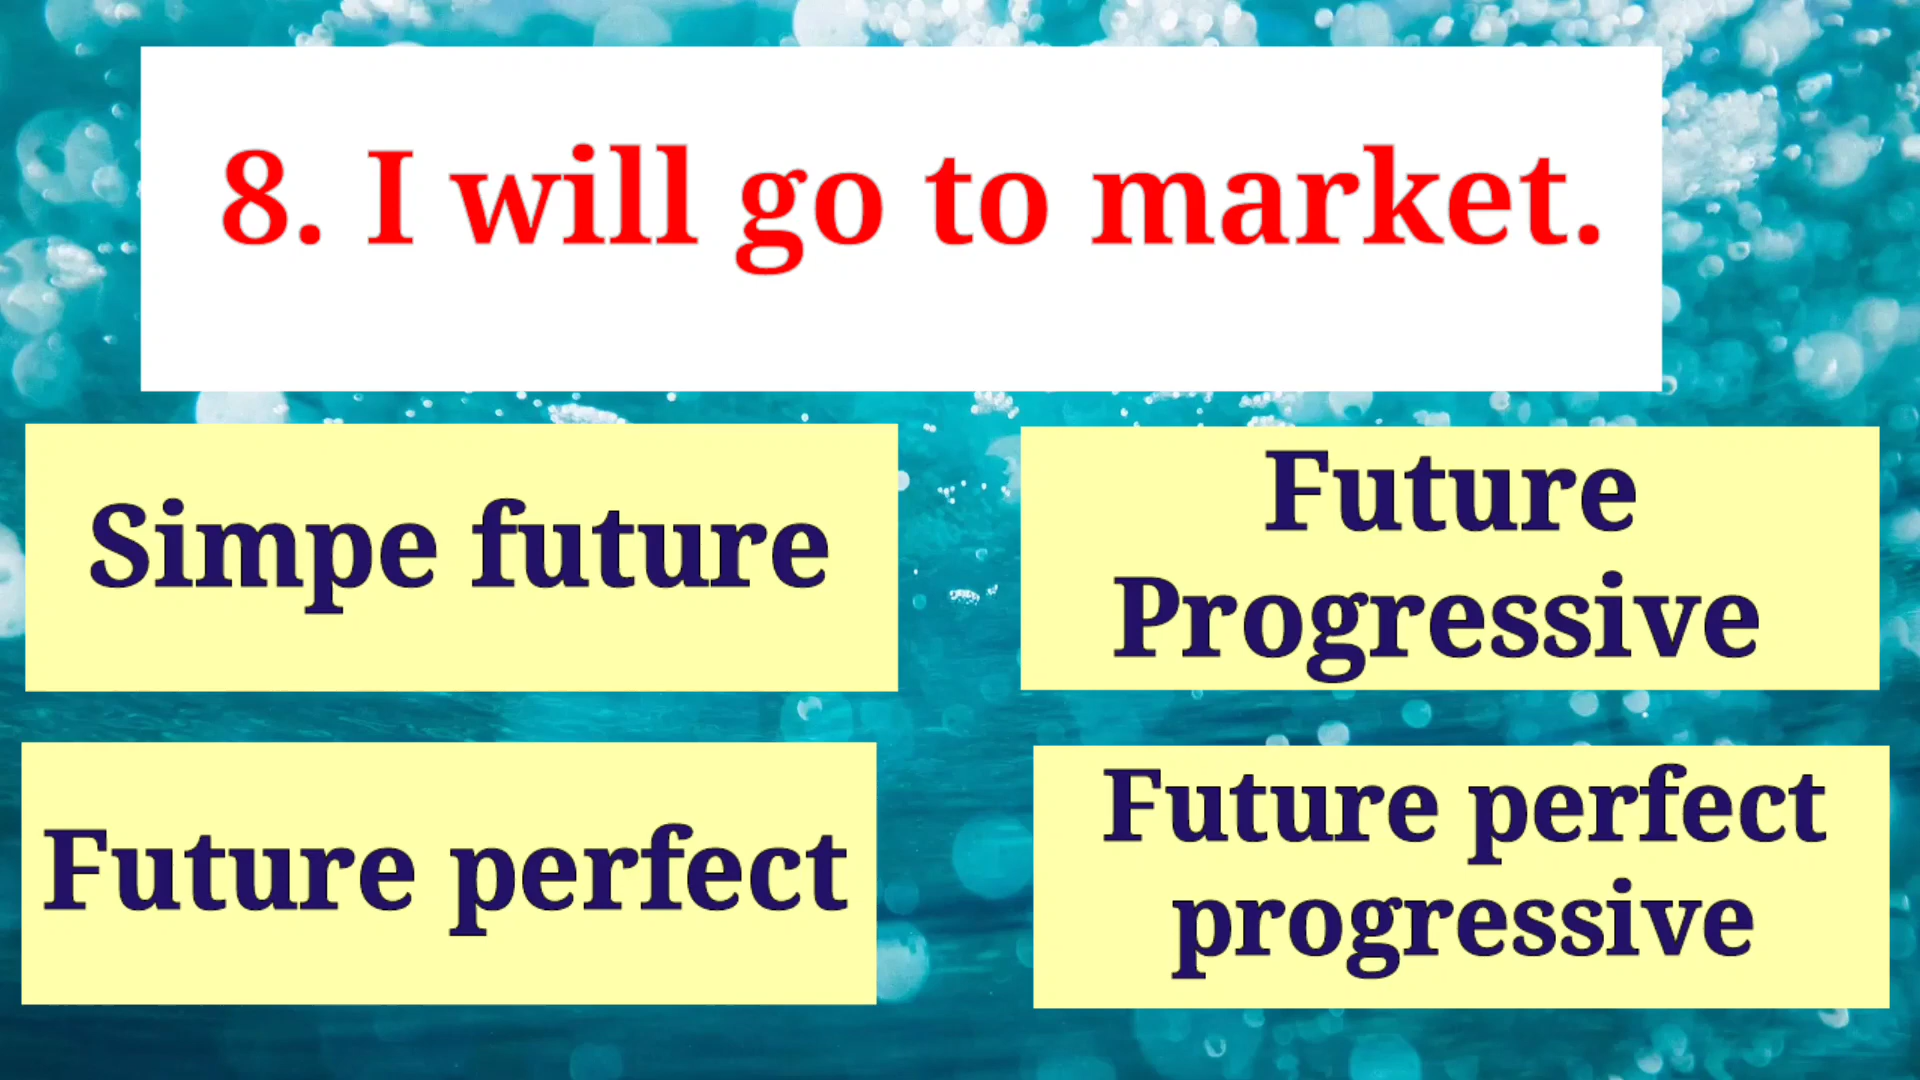 8. I will go to market.
Simpe future
Future
Progressive
Future perfect
Future perfect
progressive